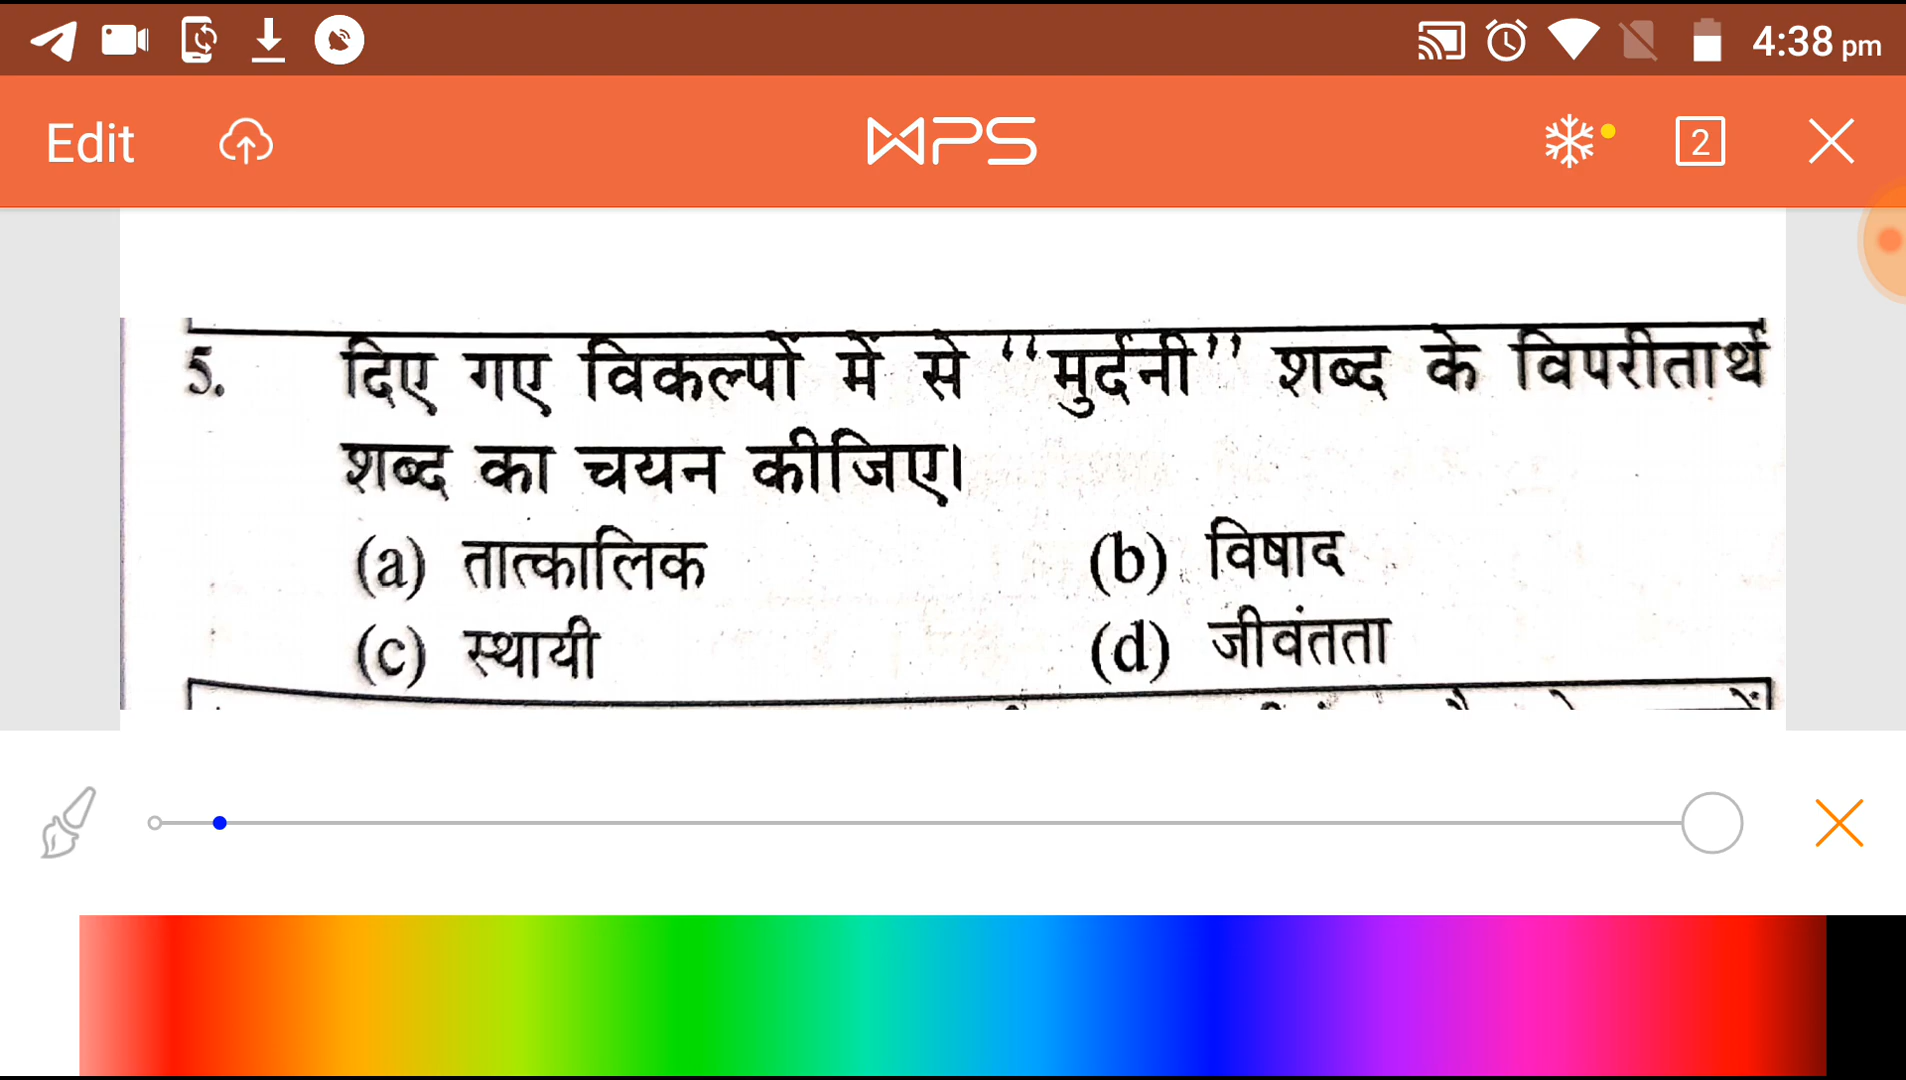 4:38 pm
Edit
WPS
2
5. दिए गए विकल्पों में से ‘‘मुर्दनी’’ शब्द के विपरीतार्थ
शब्द का चयन कीजिए।
(a) तात्कालिक (b) विषाद
(c) स्थायी (d) जीवंतता